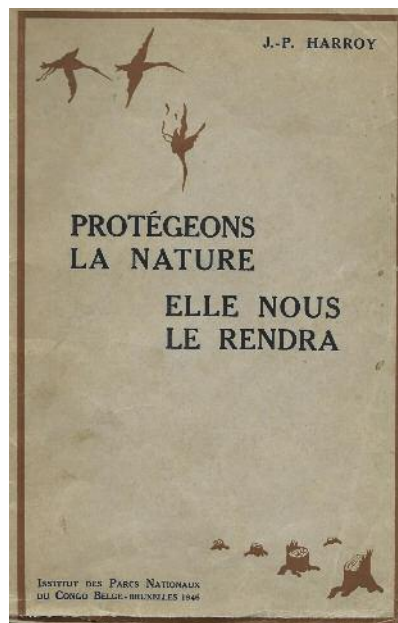 J.-P. HARROY
PROTÉGEONS
LA NATURE
ELLE NOUS
LE RENDRA
INSTITUT DES PARCS NATIONAUX
DU CONGO BELGE-BRUXELLES 1946